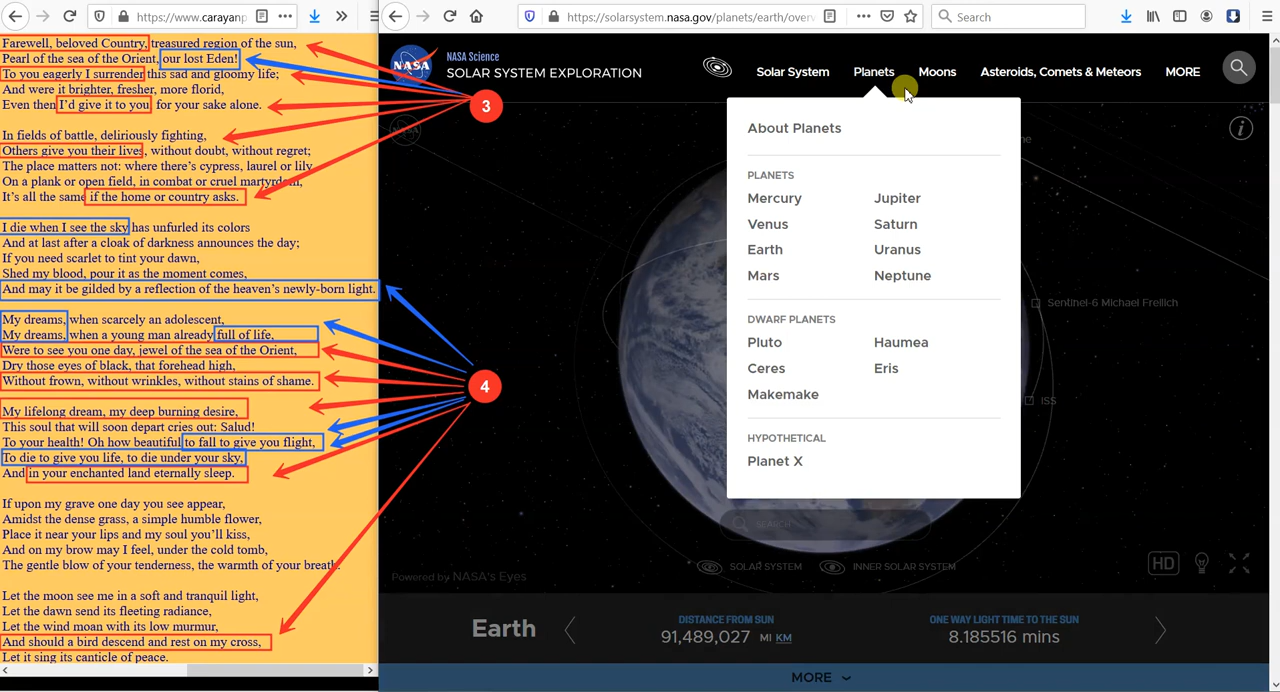 https://www.carayanp
Farewell, beloved Country, treasured region of the sun,
Pearl of the sea of the Orient, our lost Eden!
To you eagerly I surrender this sad and gloomy life;
And were it brighter, fresher, more florid,
Even then I'd give it to you for your sake alone.
In fields of battle, deliriously fighting,
Others give you their lives, without doubt, without regret;
The place matters not: where there's cypress, laurel or lily,
On a plank or open field, in combat or cruel martyrdom,
It's all the same if the home or country asks.
I die when I see the sky has unfurled its colors
And at last after a cloak of darkness announces the day;
If you need scarlet to tint your dawn,
Shed my blood, pour it as the moment comes,
And may it be gilded by a reflection of the heaven's newly-born light.
My dreams, when scarcely an adolescent,
My dreams, when a young man already full of life,
Were to see you one day, jewel of the sea of the Orient,
Dry those eyes of black, that forehead high,
Without frown, without wrinkles, without stains of shame.
My lifelong dream, my deep burning desire,
This soul that will soon depart cries out: Salud!
To your health! Oh how beautiful to fall to give you flight,
To die to give you life, to die under your sky,
And in your enchanted land eternally sleep.
If upon my grave one day you see appear,
Amidst the dense grass, a simple humble flower,
Place it near your lips and my soul you'll kiss,
And on my brow may I feel, under the cold tomb,
The gentle blow of your tenderness, the warmth of your breath.
Let the moon see me in a soft and tranquil light,
Let the dawn send its fleeting radiance,
Let the wind moan with its low murmur,
And should a bird descend and rest on my cross,
Let it sing its canticle of peace.
3
4
https://solarsystem.nasa.gov/planets/earth/over
Search
NASA
NASA Science
SOLAR SYSTEM EXPLORATION
Solar System Planets Moons Asteroids, Comets & Meteors MORE
About Planets
PLANETS
Mercury Jupiter
Venus Saturn
Earth Uranus
Mars Neptune
DWARF PLANETS
Pluto Haumea
Ceres Eris
Makemake
HYPOTHETICAL
Planet X
Sentinel-6 Michael Freilich
ISS
SEARCH
SOLAR SYSTEM INNER SOLAR SYSTEM
HD
Powered by NASA's Eyes
Earth
DISTANCE FROM SUN
91,489,027 MI KM
ONE WAY LIGHT TIME TO THE SUN
8.185516 mins
MORE